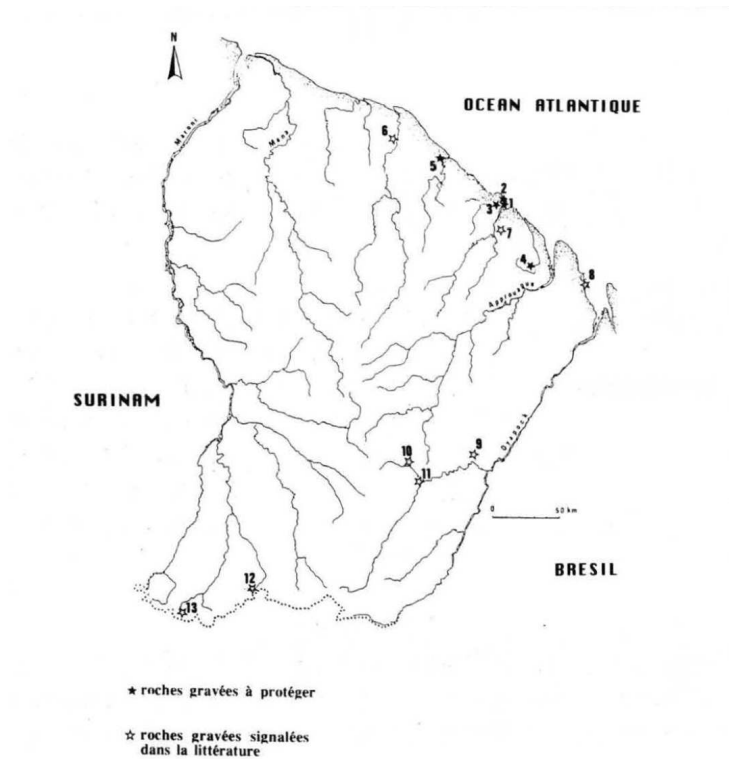 N
OCEAN ATLANTIQUE
Maroni
Mana
6
5
2
3 1
7
4
8
Approuague
SURINAM
10
9
Oyapock
11
0 50 km
12
BRESIL
13
★ roches gravées à protéger
☆ roches gravées signalées
dans la littérature